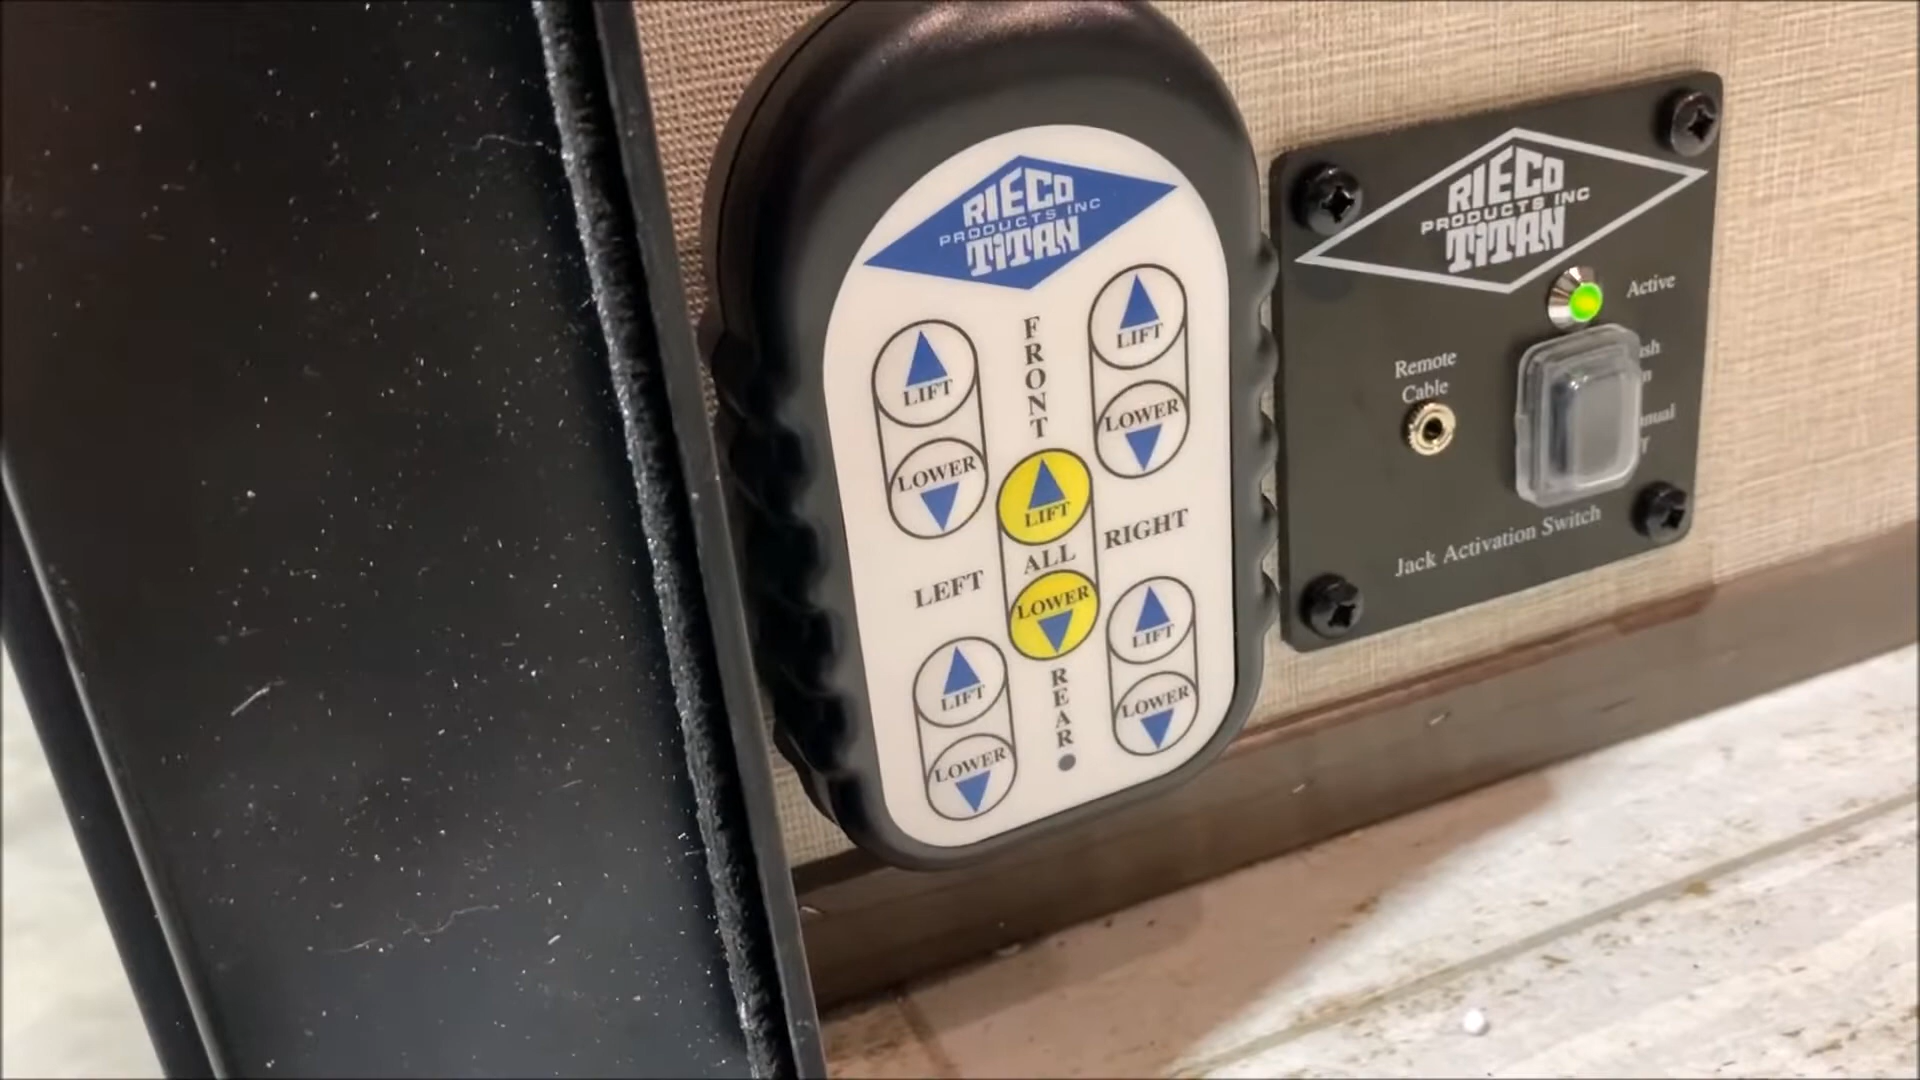 RIECO
PRODUCTS INC
TITAN
LIFT
LOWER
FRONT
LIFT
LOWER
LIFT
ALL
LOWER
LEFT
RIGHT
LIFT
LOWER
REAR
LIFT
LOWER
RIECO
PRODUCTS INC
TITAN
Active
Remote
Cable
Jack Activation Switch